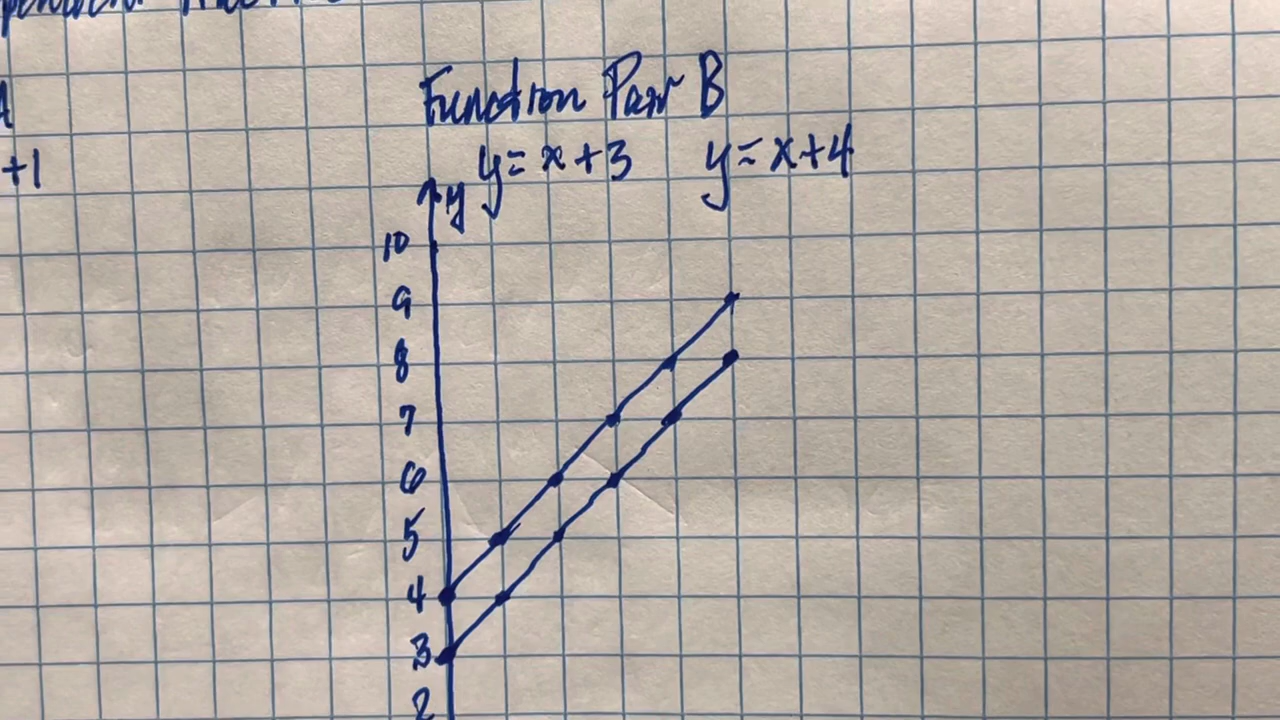 A
+1
Function Pair B
y = x + 3 y = x + 4
y
10
9
8
7
6
5
4
3
2